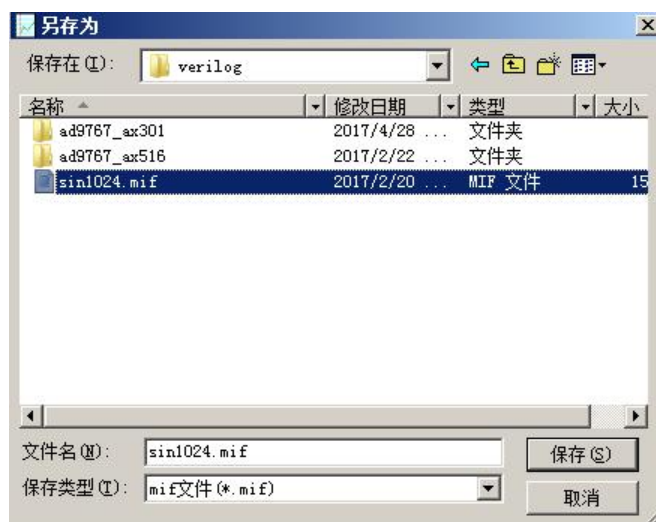 另存为
保存在(I): verilog
名称 修改日期 类型 大小
ad9767_ax301 2017/4/28 ... 文件夹
ad9767_ax516 2017/2/22 ... 文件夹
sin1024.mif 2017/2/20 ... MIF 文件 15
文件名(N): sin1024.mif 保存(S)
保存类型(T): mif文件(*.mif) 取消